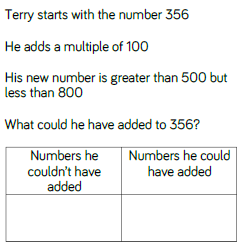 Terry starts with the number 356
He adds a multiple of 100
His new number is greater than 500 but
less than 800
What could he have added to 356?
Numbers he
couldn't have
added
Numbers he could
have added